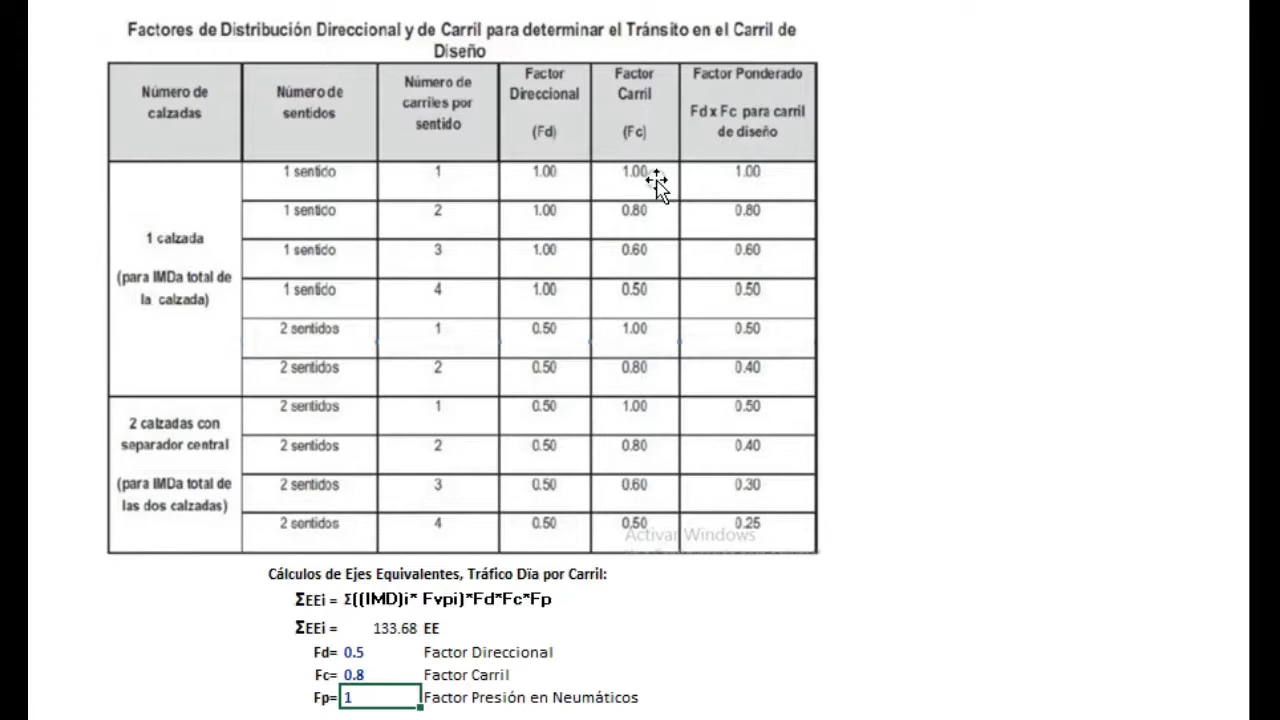 Factores de Distribución Direccional y de Carril para determinar el Tránsito en el Carril de
Diseño
Número de calzadas | Número de sentidos | Número de carriles por sentido | Factor Direccional (Fd) | Factor Carril (Fc) | Factor Ponderado Fd x Fc para carril de diseño
1 calzada (para IMDa total de la calzada)
1 sentido 1 1.00 1.00 1.00
1 sentido 2 1.00 0.80 0.80
1 sentido 3 1.00 0.60 0.60
1 sentido 4 1.00 0.50 0.50
2 sentidos 1 0.50 1.00 0.50
2 sentidos 2 0.50 0.80 0.40
2 calzadas con separador central (para IMDa total de las dos calzadas)
2 sentidos 1 0.50 1.00 0.50
2 sentidos 2 0.50 0.80 0.40
2 sentidos 3 0.50 0.60 0.30
2 sentidos 4 0.50 0.50 0.25
Activar Windows
Cálculos de Ejes Equivalentes, Tráfico Dïa por Carril:
ΣEEi = Σ((IMD)i* Fvpi)*Fd*Fc*Fp
ΣEEi = 133.68 EE
Fd= 0.5 Factor Direccional
Fc= 0.8 Factor Carril
Fp= 1 Factor Presión en Neumáticos